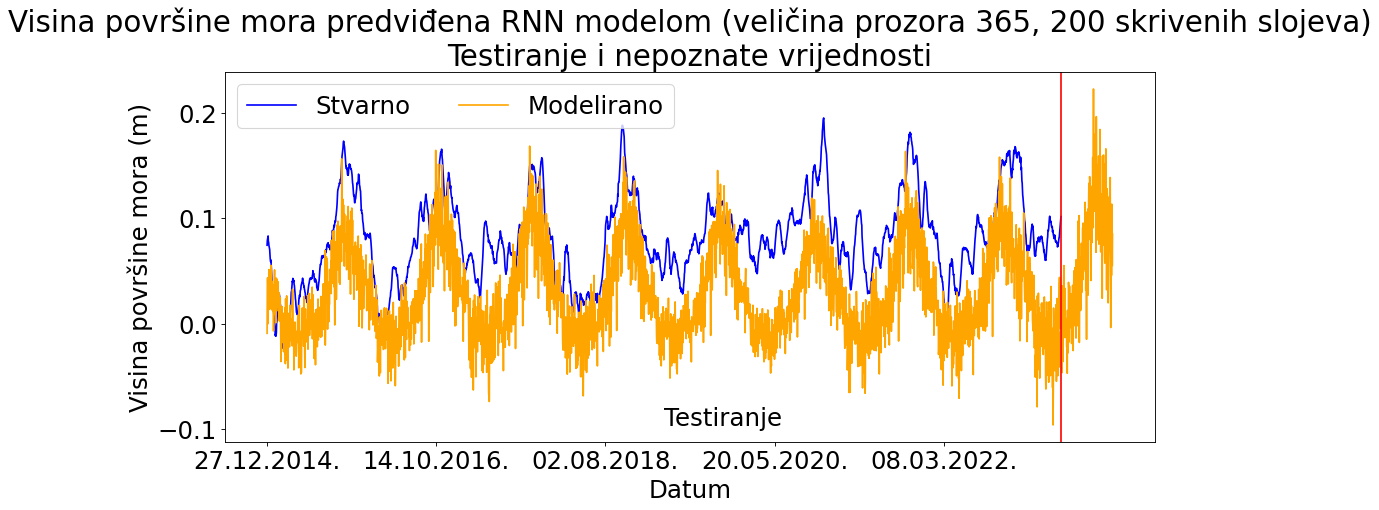 Visina površine mora predviđena RNN modelom (veličina prozora 365, 200 skrivenih slojeva)
Testiranje i nepoznate vrijednosti
Stvarno Modelirano
Visina površine mora (m)
0.2
0.1
0.0
−0.1
Testiranje
27.12.2014. 14.10.2016. 02.08.2018. 20.05.2020. 08.03.2022.
Datum